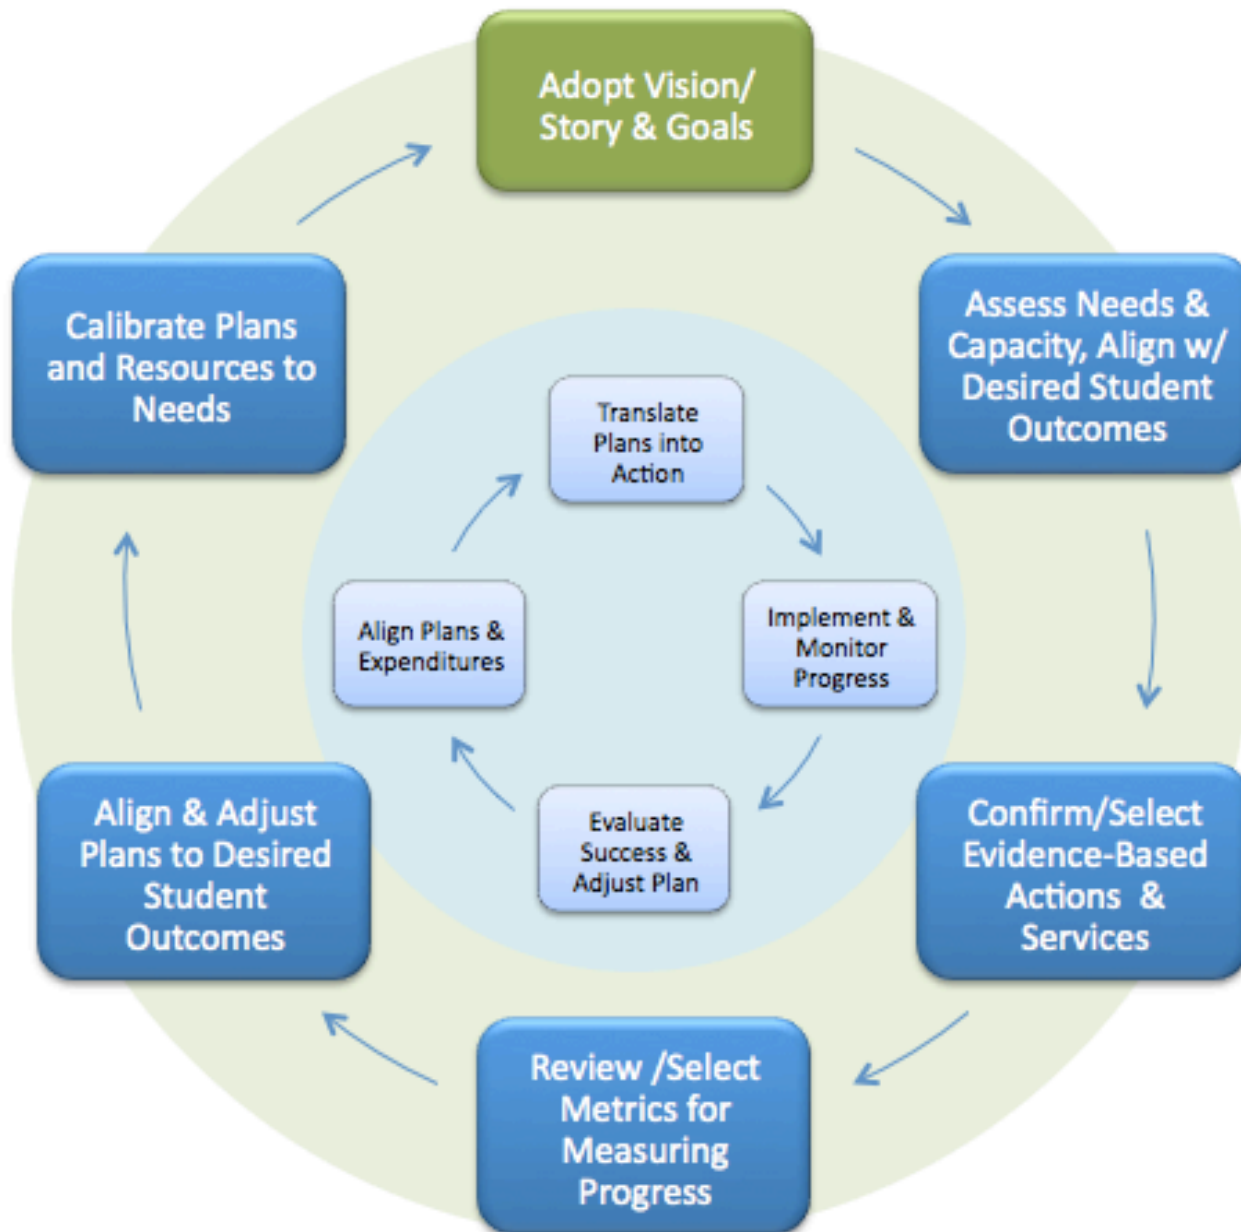 Adopt Vision/
Story & Goals
Assess Needs &
Capacity, Align w/
Desired Student
Outcomes
Confirm/Select
Evidence-Based
Actions  &
Services
Review /Select
Metrics for
Measuring
Progress
Align & Adjust
Plans to Desired
Student
Outcomes
Calibrate Plans
and Resources to
Needs
Translate
Plans into
Action
Implement &
Monitor
Progress
Evaluate
Success &
Adjust Plan
Align Plans &
Expenditures